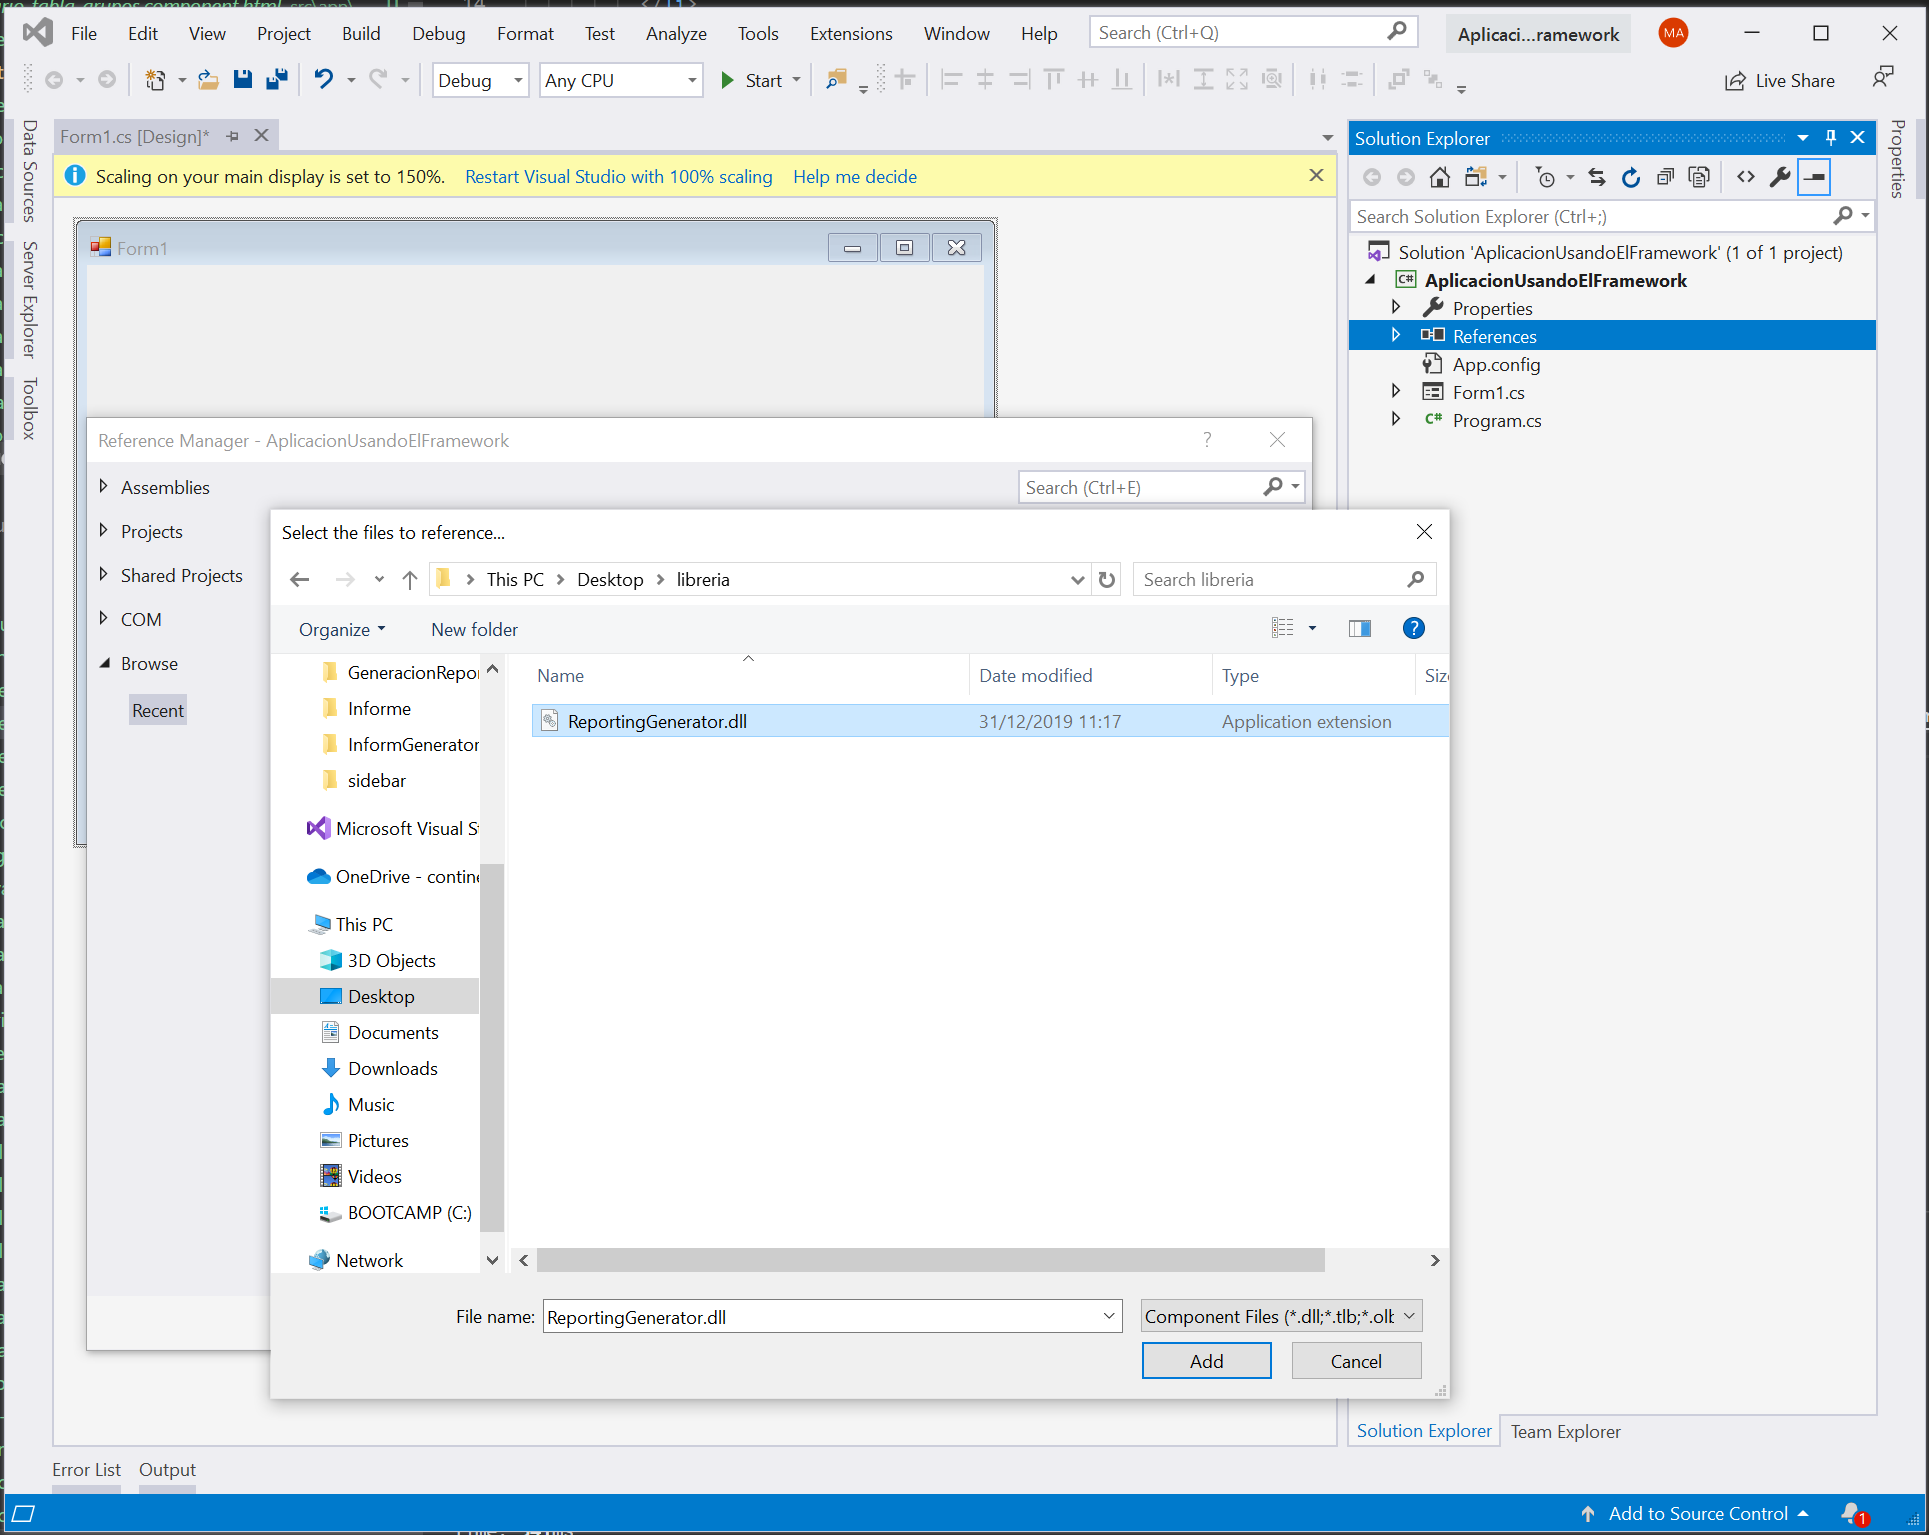 File Edit View Project Build Debug Format Test Analyze Tools Extensions Window Help Search (Ctrl+Q) Aplicaci...ramework MA
Debug Any CPU Start Live Share
Data Sources
Server Explorer
Toolbox
Form1.cs [Design]*
Scaling on your main display is set to 150%. Restart Visual Studio with 100% scaling Help me decide
Form1
Reference Manager - AplicacionUsandoElFramework ?
Search (Ctrl+E)
Assemblies
Projects
Shared Projects
COM
Browse
Recent
Select the files to reference...
This PC > Desktop > libreria
Search libreria
Organize New folder
Name Date modified Type
ReportingGenerator.dll 31/12/2019 11:17 Application extension
GeneracionRepor
Informe
InformGenerator
sidebar
Microsoft Visual S
OneDrive - contin
This PC
3D Objects
Desktop
Documents
Downloads
Music
Pictures
Videos
BOOTCAMP (C:)
Network
File name: ReportingGenerator.dll
Component Files (*.dll;*.tlb;*.olb
Add Cancel
Solution Explorer
Search Solution Explorer (Ctrl+;)
Solution 'AplicacionUsandoElFramework' (1 of 1 project)
C# AplicacionUsandoElFramework
Properties
References
App.config
Form1.cs
C# Program.cs
Properties
Solution Explorer Team Explorer
Error List Output
Add to Source Control 1